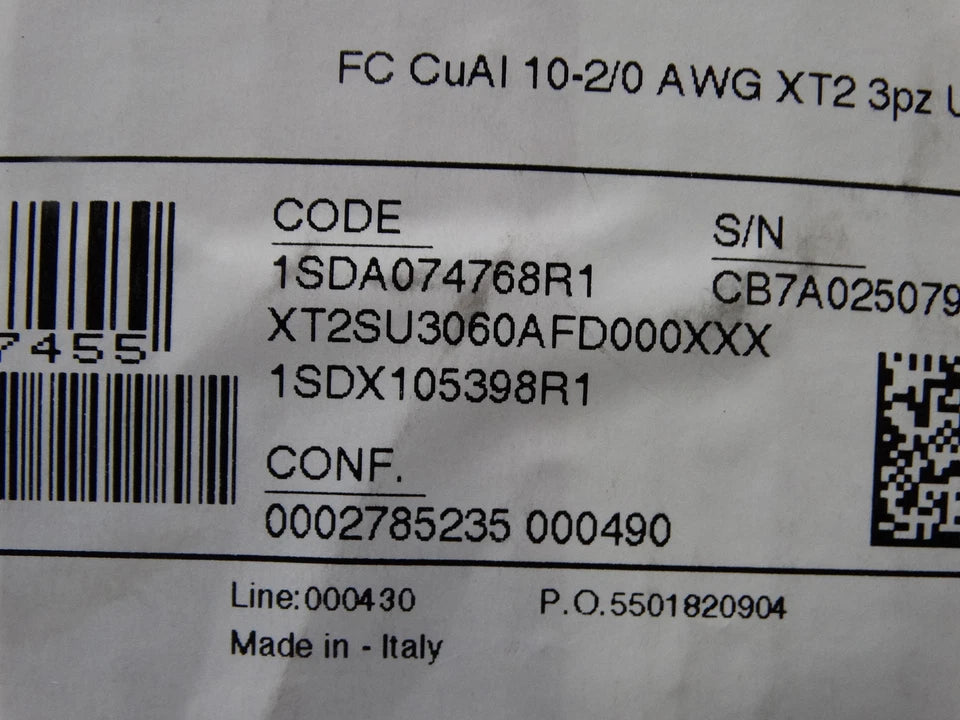 FC CuAl 10-2/0 AWG XT2 3pz
CODE
1SDA074768R1
XT2SU3060AFD000XXX
1SDX105398R1
S/N
CB7A025079
7455
CONF.
0002785235 000490
Line:000430
P.O.5501820904
Made in - Italy